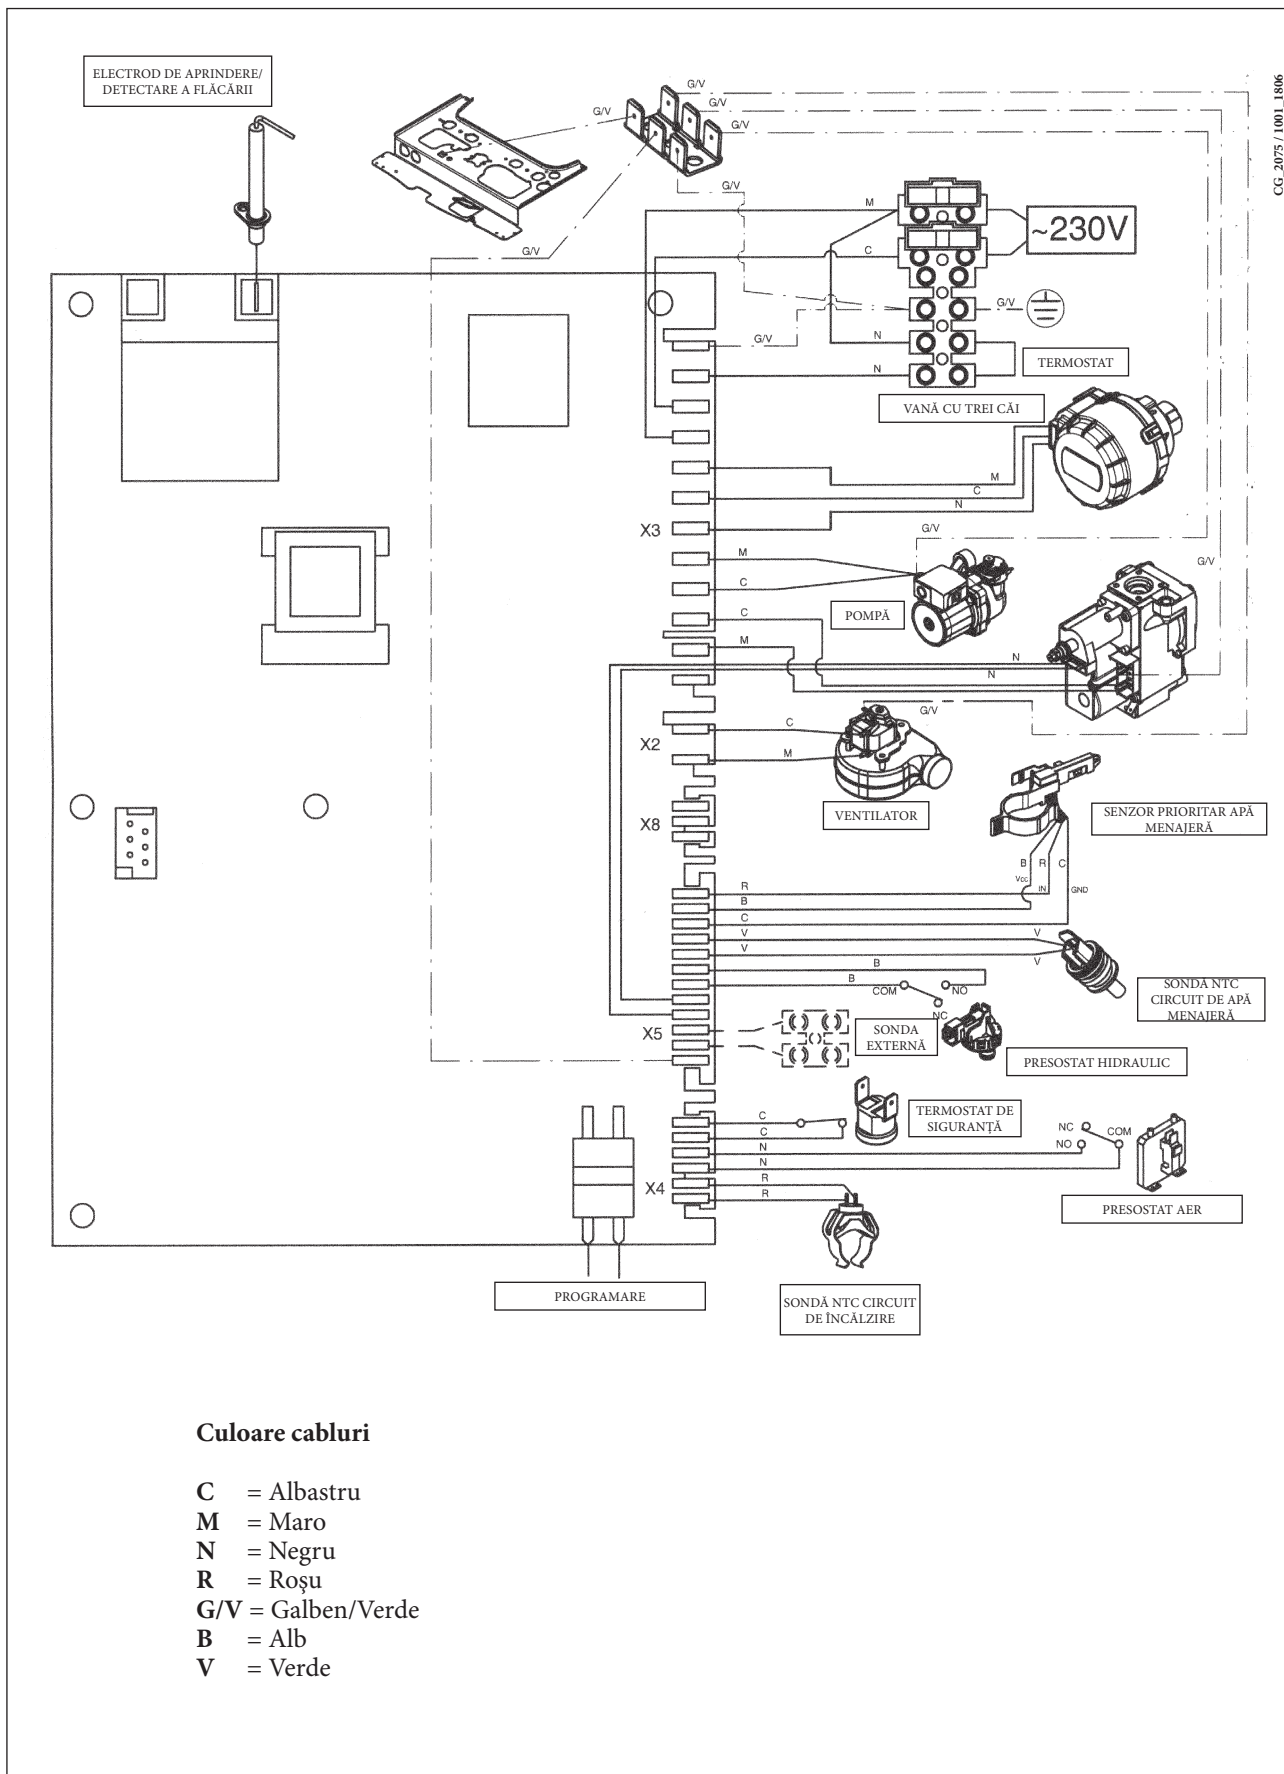 ELECTROD DE APRINDERE/
DETECTARE A FLĂCĂRII
CG_2075 / 1001_1806
G/V
G/V
G/V
G/V
G/V
G/V
M
C
~230V
G/V
G/V
N
N
TERMOSTAT
VANĂ CU TREI CĂI
M
C
N
X3
G/V
G/V
M
C
C
M
POMPĂ
N
N
G/V
X2
C
M
VENTILATOR
X8
SENZOR PRIORITAR APĂ
MENAJERĂ
B R C
Vcc
IN
GND
R
B
C
V
V
V
V
B
B
COM
NO
NC
SONDĂ NTC
CIRCUIT DE APĂ
MENAJERĂ
X5
SONDA
EXTERNĂ
PRESOSTAT HIDRAULIC
C
C
N
N
R
R
X4
TERMOSTAT DE
SIGURANȚĂ
NC
NO
COM
PRESOSTAT AER
PROGRAMARE
SONDĂ NTC CIRCUIT
DE ÎNCĂLZIRE
Culoare cabluri
C = Albastru
M = Maro
N = Negru
R = Roşu
G/V = Galben/Verde
B = Alb
V = Verde